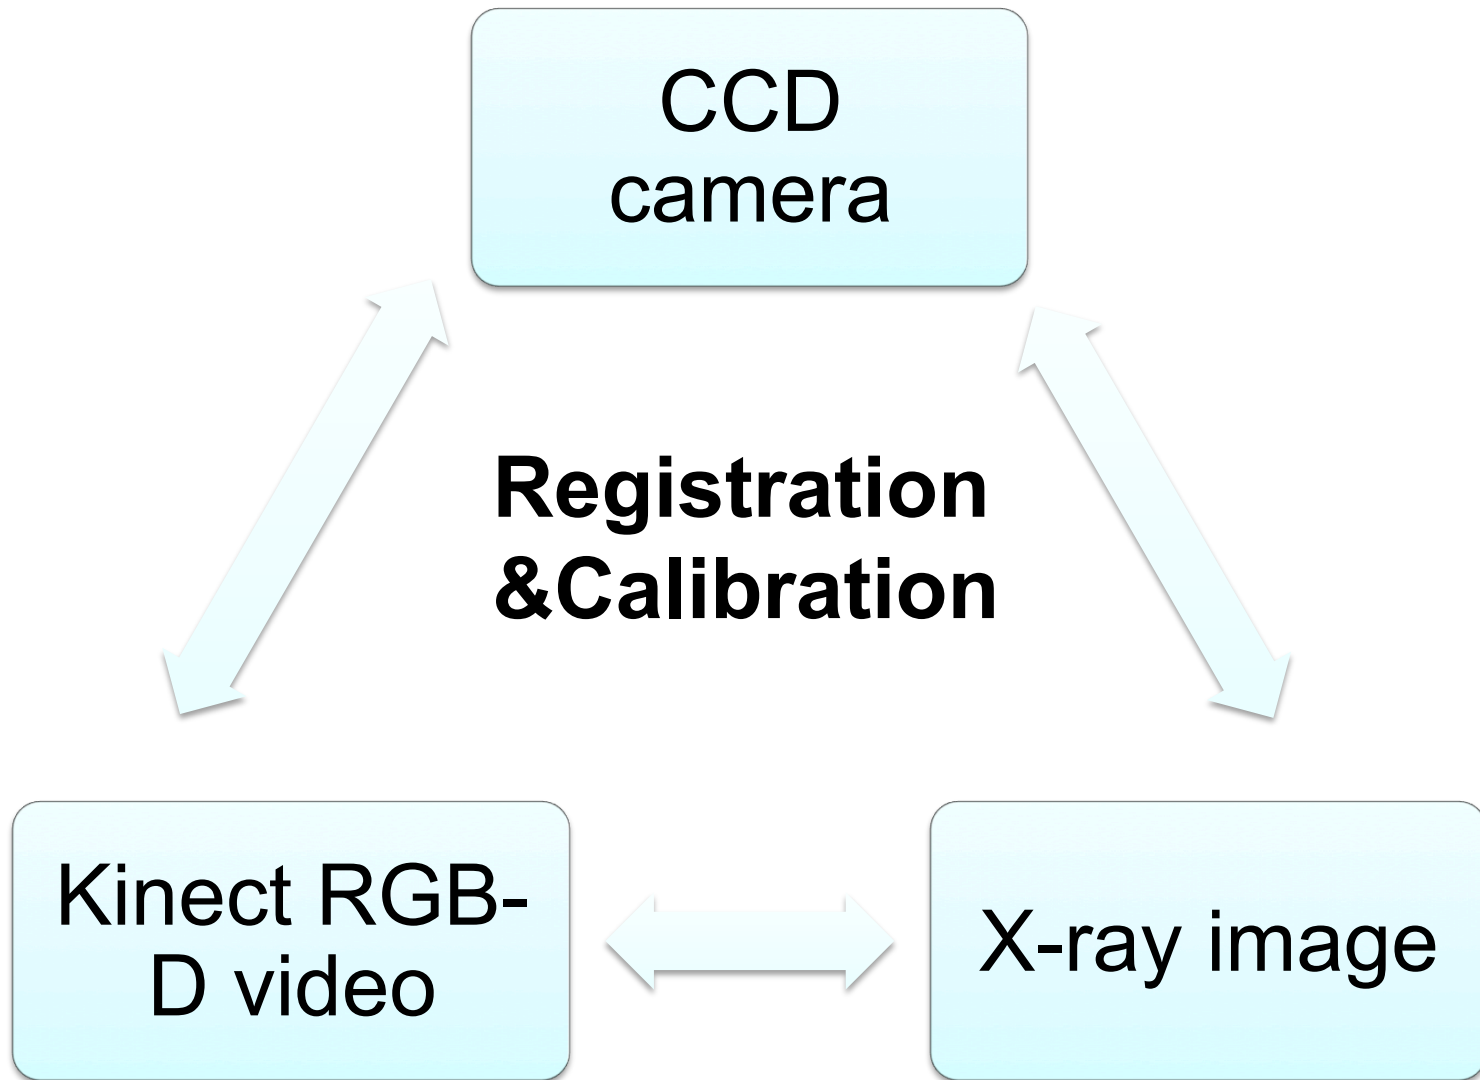 CCD
camera
Registration
&Calibration
Kinect RGB-
D video
X-ray image